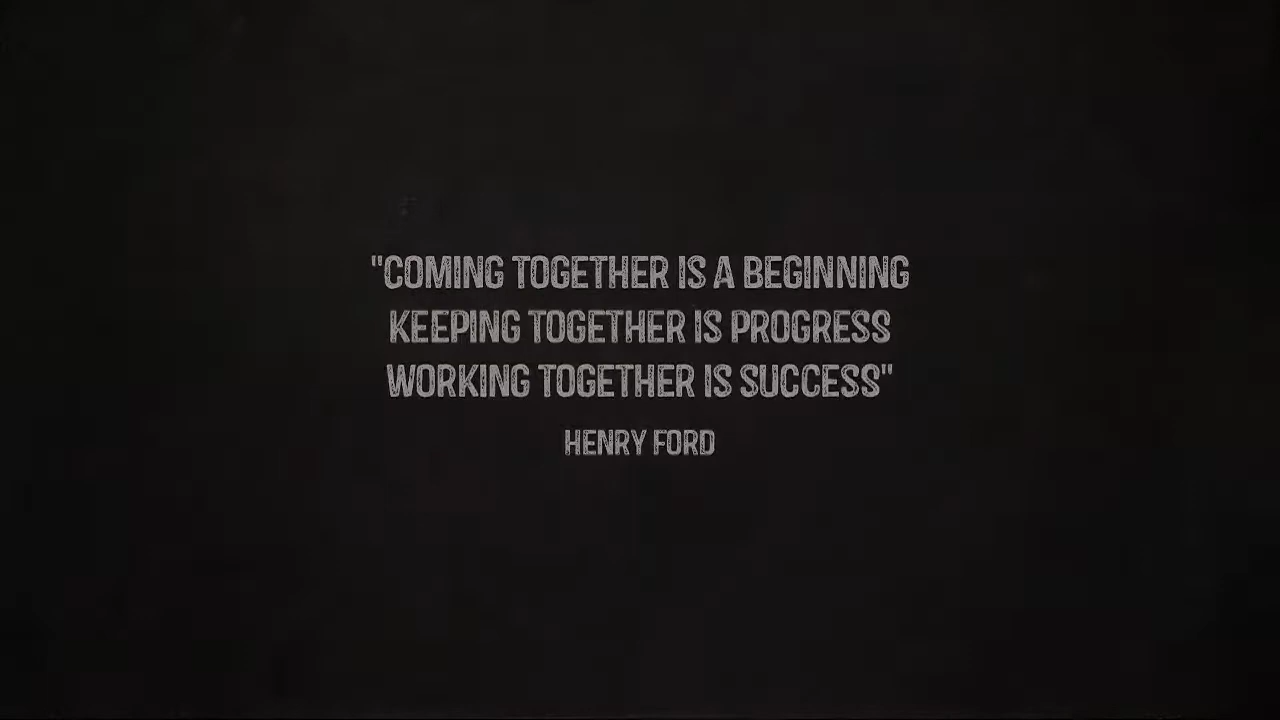 "COMING TOGETHER IS A BEGINNING
KEEPING TOGETHER IS PROGRESS
WORKING TOGETHER IS SUCCESS"
HENRY FORD